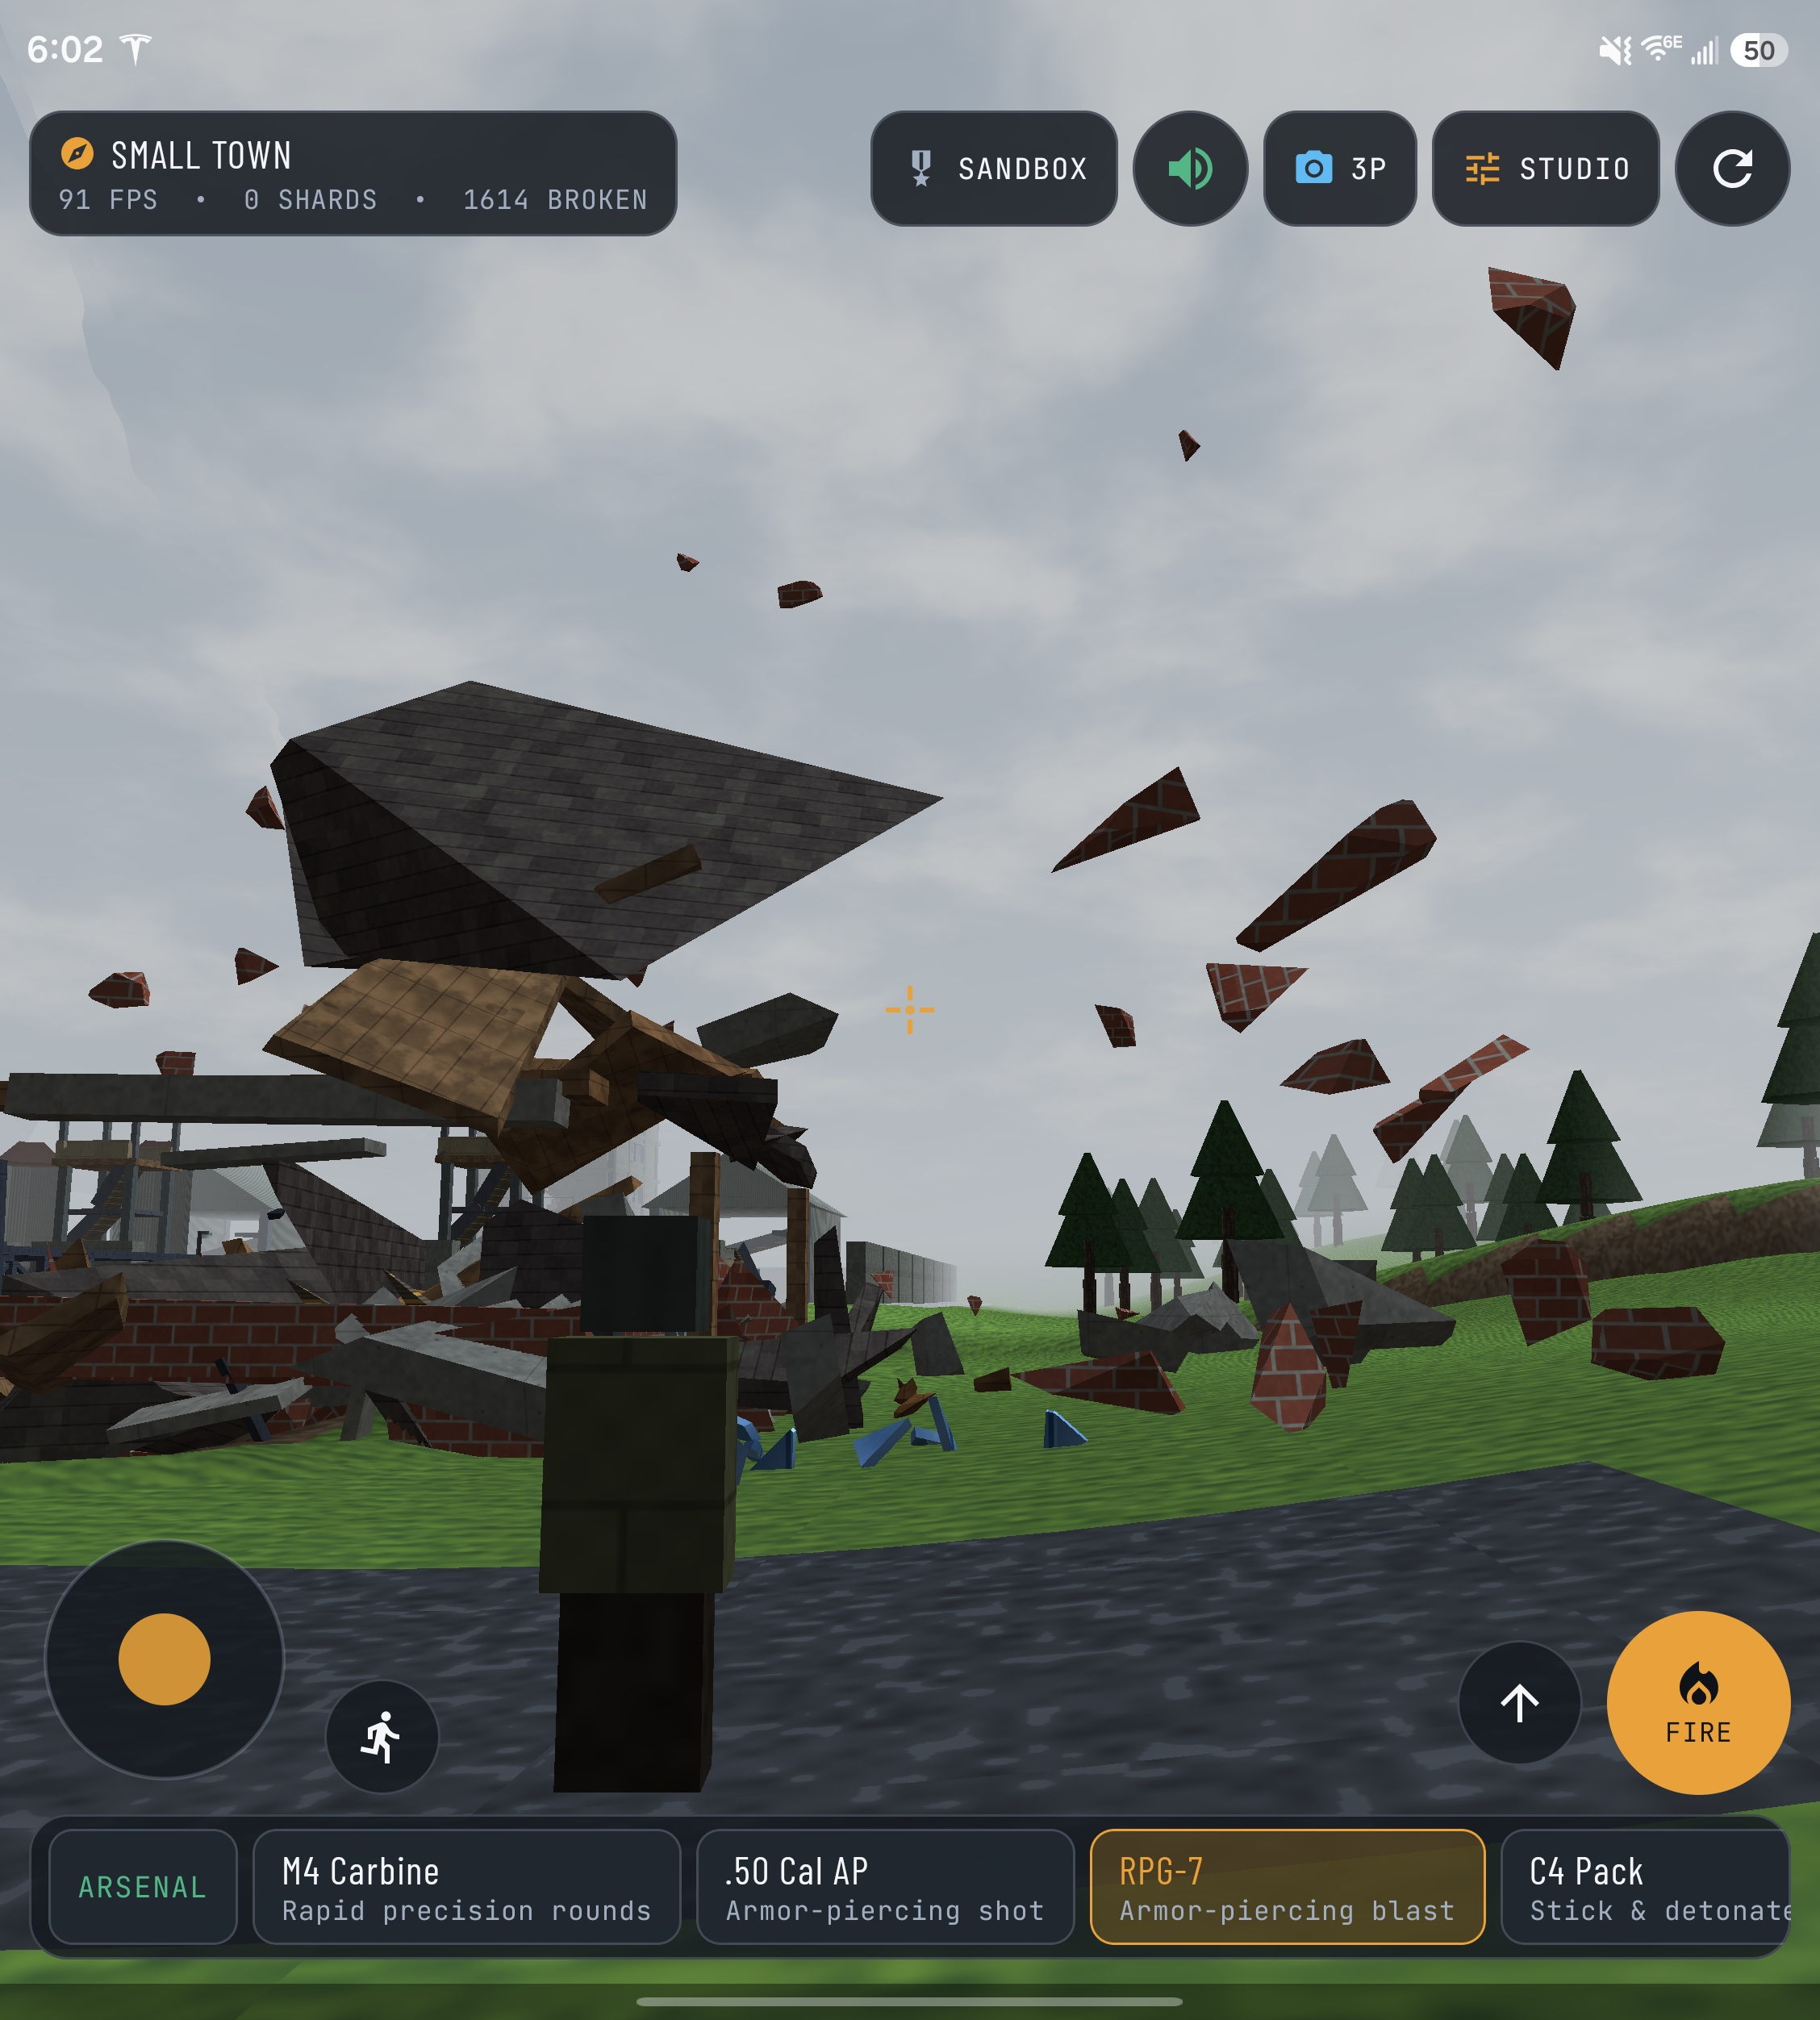 6:02
6E
50
SMALL TOWN
91 FPS • 0 SHARDS • 1614 BROKEN
SANDBOX
3P
STUDIO
FIRE
ARSENAL
M4 Carbine
Rapid precision rounds
.50 Cal AP
Armor-piercing shot
RPG-7
Armor-piercing blast
C4 Pack
Stick & detonate